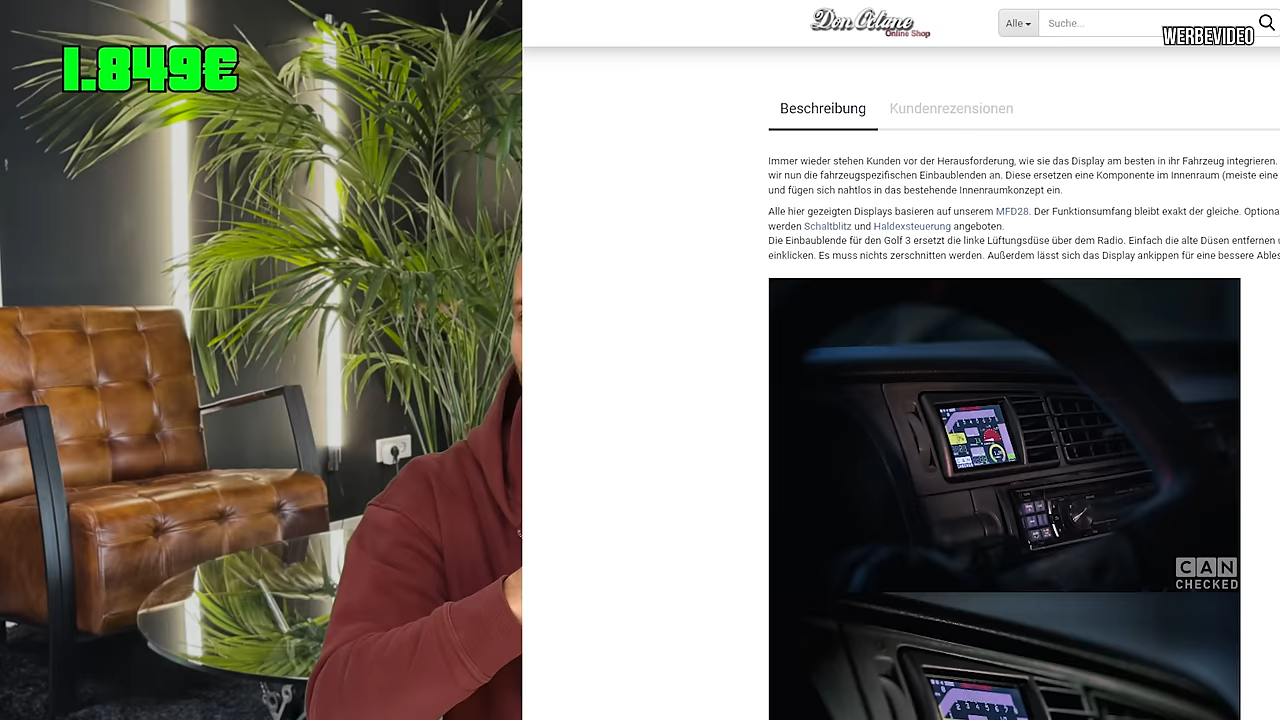 1.849€
Don Octane
Online Shop
Alle
Suche...
WERBEVIDEO
Beschreibung
Kundenrezensionen
Immer wieder stehen Kunden vor der Herausforderung, wie sie das Display am besten in ihr Fahrzeug integrieren.
wir nun die fahrzeugspezifischen Einbaublenden an. Diese ersetzen eine Komponente im Innenraum (meiste eine
und fügen sich nahtlos in das bestehende Innenraumkonzept ein.
Alle hier gezeigten Displays basieren auf unserem MFD28. Der Funktionsumfang bleibt exakt der gleiche. Optiona
werden Schaltblitz und Haldexsteuerung angeboten.
Die Einbaublende für den Golf 3 ersetzt die linke Lüftungsdüse über dem Radio. Einfach die alte Düsen entfernen u
einklicken. Es muss nichts zerschnitten werden. Außerdem lässt sich das Display ankippen für eine bessere Ables
CAN
CHECKED